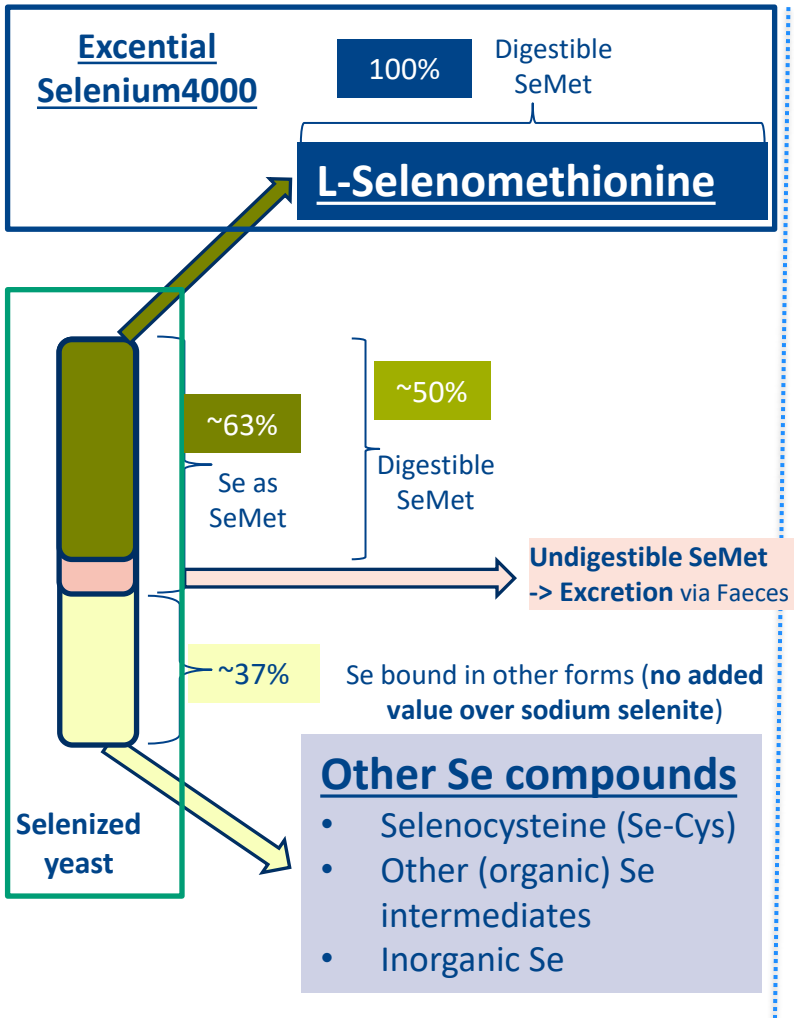 Excential
Selenium4000
100%
Digestible
SeMet
L-Selenomethionine
~63%
Se as
SeMet
~50%
Digestible
SeMet
Undigestible SeMet
-> Excretion via Faeces
~37%
Se bound in other forms (no added
value over sodium selenite)
Selenized
yeast
Other Se compounds
• Selenocysteine (Se-Cys)
• Other (organic) Se
intermediates
• Inorganic Se